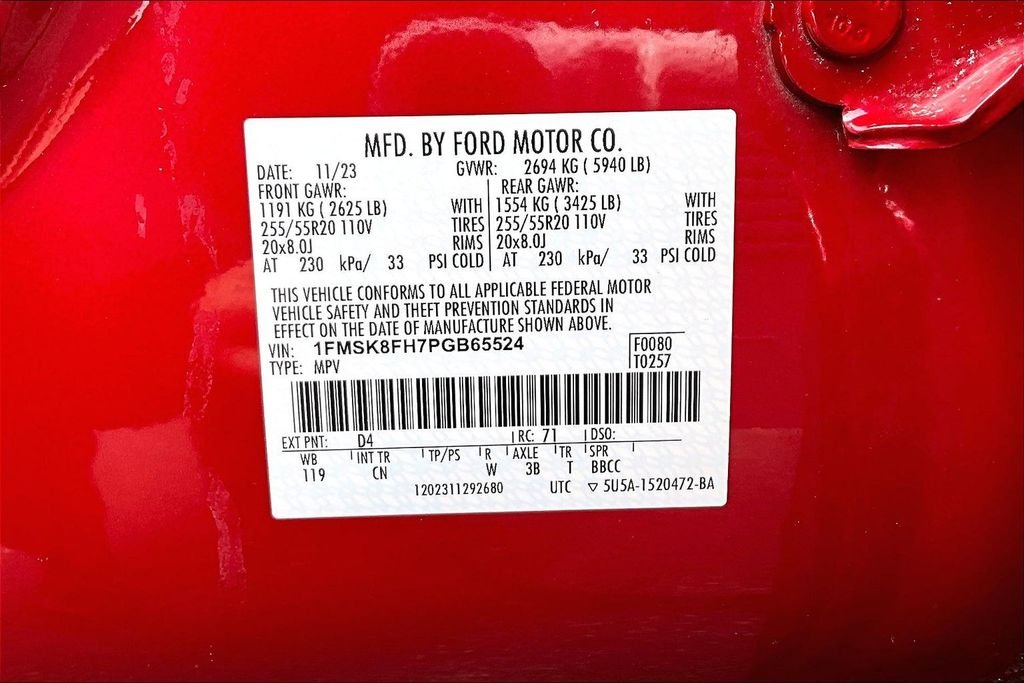 MFD. BY FORD MOTOR CO.
DATE: 11/23 GVWR: 2694 KG ( 5940 LB)
FRONT GAWR: REAR GAWR:
1191 KG ( 2625 LB) WITH 1554 KG ( 3425 LB) WITH
255/55R20 110V TIRES 255/55R20 110V TIRES
20x8.0J RIMS 20x8.0J RIMS
AT 230 kPa/ 33 PSI COLD AT 230 kPa/ 33 PSI COLD
THIS VEHICLE CONFORMS TO ALL APPLICABLE FEDERAL MOTOR
VEHICLE SAFETY AND THEFT PREVENTION STANDARDS IN
EFFECT ON THE DATE OF MANUFACTURE SHOWN ABOVE.
VIN: 1FMSK8FH7PGB65524 F0080
TYPE: MPV T0257
EXT PNT: D4 RC: 71 DSO:
WB INT TR TP/PS R AXLE TR SPR
119 CN W 3B T BBCC
1202311292680 UTC ▽ 5U5A-1520472-BA